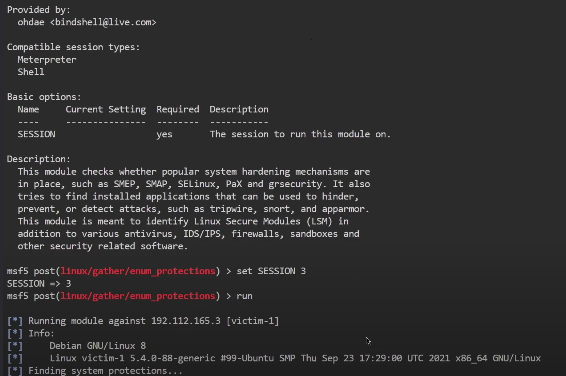 Provided by:
  ohdae <bindshell@live.com>

Compatible session types:
  Meterpreter
  Shell

Basic options:
  Name     Current Setting  Required  Description
  ----     ---------------  --------  -----------
  SESSION                   yes       The session to run this module on.

Description:
  This module checks whether popular system hardening mechanisms are
  in place, such as SMEP, SMAP, SELinux, PaX and grsecurity. It also
  tries to find installed applications that can be used to hinder,
  prevent, or detect attacks, such as tripwire, snort, and apparmor.
  This module is meant to identify Linux Secure Modules (LSM) in
  addition to various antivirus, IDS/IPS, firewalls, sandboxes and
  other security related software.

msf5 post(linux/gather/enum_protections) > set SESSION 3
SESSION => 3
msf5 post(linux/gather/enum_protections) > run

[*] Running module against 192.112.165.3 [victim-1]
[*] Info:
[*]     Debian GNU/Linux 8
[*]     Linux victim-1 5.4.0-88-generic #99-Ubuntu SMP Thu Sep 23 17:29:00 UTC 2021 x86_64 GNU/Linux
[*] Finding system protections...